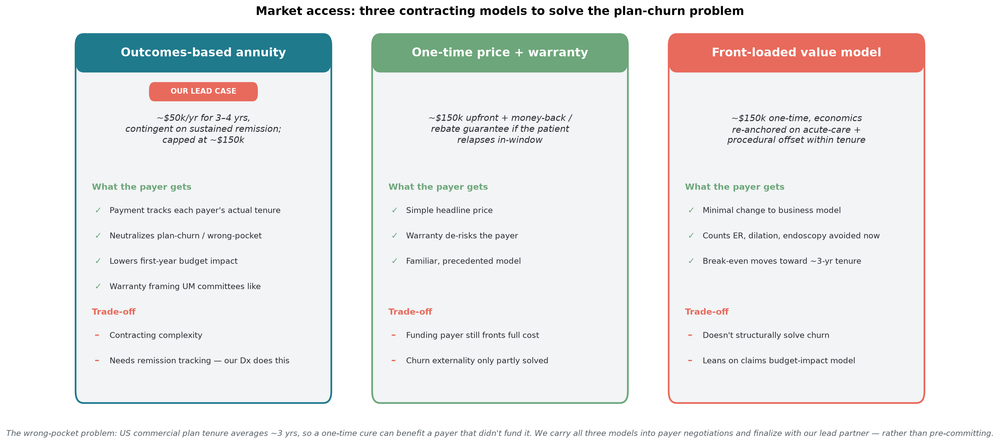 Market access: three contracting models to solve the plan-churn problem
Outcomes-based annuity
OUR LEAD CASE
~$50k/yr for 3–4 yrs,
contingent on sustained remission;
capped at ~$150k
What the payer gets
✓ Payment tracks each payer's actual tenure
✓ Neutralizes plan-churn / wrong-pocket
✓ Lowers first-year budget impact
✓ Warranty framing UM committees like
Trade-off
– Contracting complexity
– Needs remission tracking — our Dx does this
One-time price + warranty
~$150k upfront + money-back /
rebate guarantee if the patient
relapses in-window
What the payer gets
✓ Simple headline price
✓ Warranty de-risks the payer
✓ Familiar, precedented model
Trade-off
– Funding payer still fronts full cost
– Churn externality only partly solved
Front-loaded value model
~$150k one-time, economics
re-anchored on acute-care +
procedural offset within tenure
What the payer gets
✓ Minimal change to business model
✓ Counts ER, dilation, endoscopy avoided now
✓ Break-even moves toward ~3-yr tenure
Trade-off
– Doesn't structurally solve churn
– Leans on claims budget-impact model
The wrong-pocket problem: US commercial plan tenure averages ~3 yrs, so a one-time cure can benefit a payer that didn't fund it. We carry all three models into payer negotiations and finalize with our lead partner — rather than pre-committing.